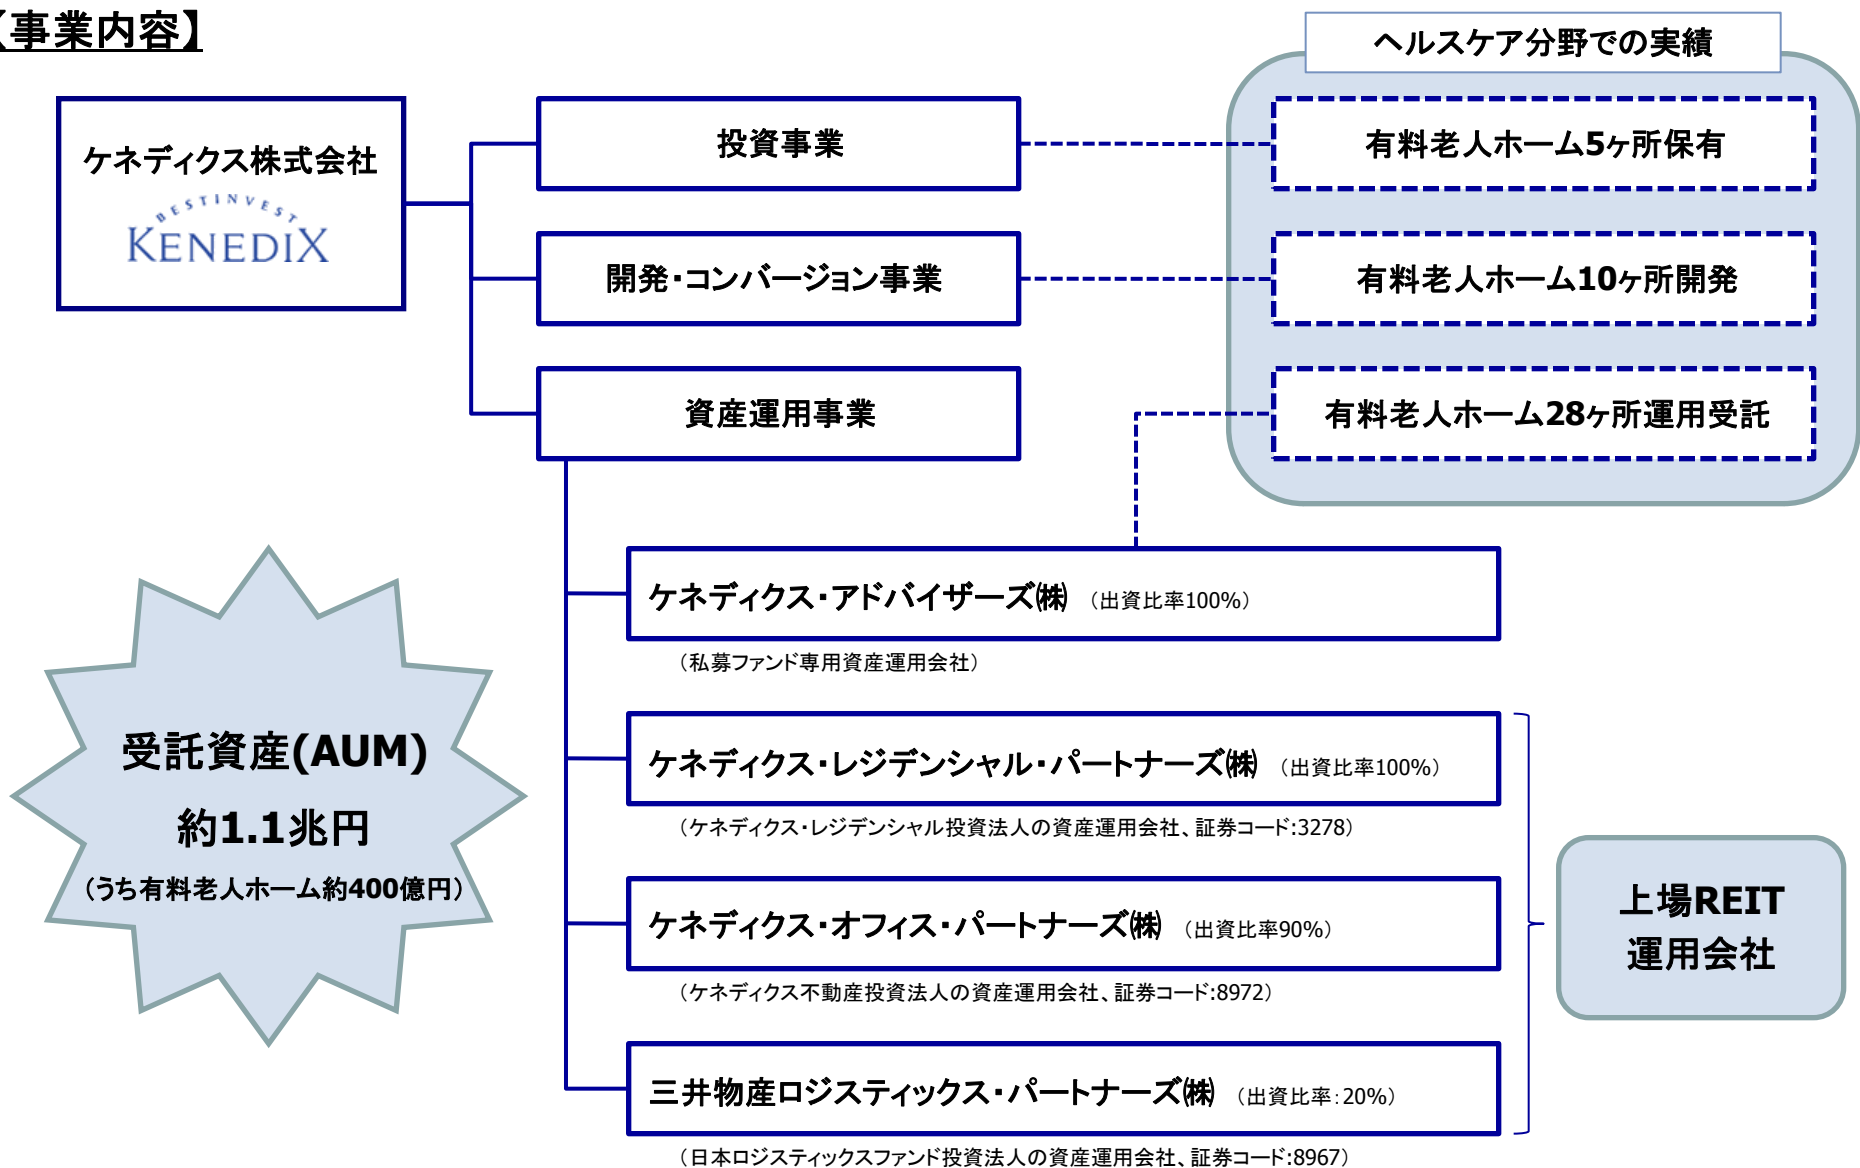 【事業内容】
ヘルスケア分野での実績
ケネディクス株式会社
BESTINVEST
KENEDIX
投資事業
有料老人ホーム5ヶ所保有
開発・コンバージョン事業
有料老人ホーム10ヶ所開発
資産運用事業
有料老人ホーム28ヶ所運用受託
ケネディクス・アドバイザーズ㈱ （出資比率100%）
（私募ファンド専用資産運用会社）
ケネディクス・レジデンシャル・パートナーズ㈱ （出資比率100%）
（ケネディクス・レジデンシャル投資法人の資産運用会社、証券コード:3278）
ケネディクス・オフィス・パートナーズ㈱ （出資比率90%）
（ケネディクス不動産投資法人の資産運用会社、証券コード:8972）
三井物産ロジスティックス・パートナーズ㈱ （出資比率：20%）
（日本ロジスティックスファンド投資法人の資産運用会社、証券コード:8967）
受託資産(AUM)
約1.1兆円
（うち有料老人ホーム約400億円）
上場REIT
運用会社